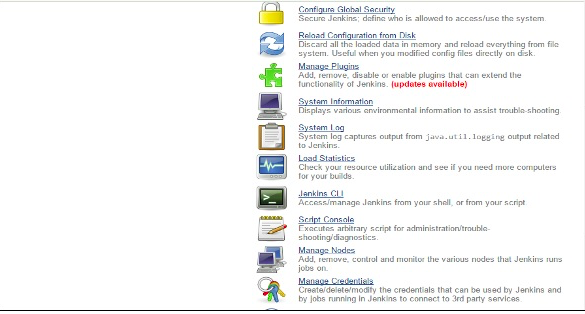 Configure Global Security
Secure Jenkins; define who is allowed to access/use the system.
Reload Configuration from Disk
Discard all the loaded data in memory and reload everything from file
system. Useful when you modified config files directly on disk.
Manage Plugins
Add, remove, disable or enable plugins that can extend the
functionality of Jenkins. (updates available)
System Information
Displays various environmental information to assist trouble-shooting.
System Log
System log captures output from java.util.logging output related
to Jenkins.
Load Statistics
Check your resource utilization and see if you need more computers
for your builds.
Jenkins CLI
Access/manage Jenkins from your shell, or from your script.
Script Console
Executes arbitrary script for administration/trouble-
shooting/diagnostics.
Manage Nodes
Add, remove, control and monitor the various nodes that Jenkins runs
jobs on.
Manage Credentials
Create/delete/modify the credentials that can be used by Jenkins and
by jobs running in Jenkins to connect to 3rd party services.